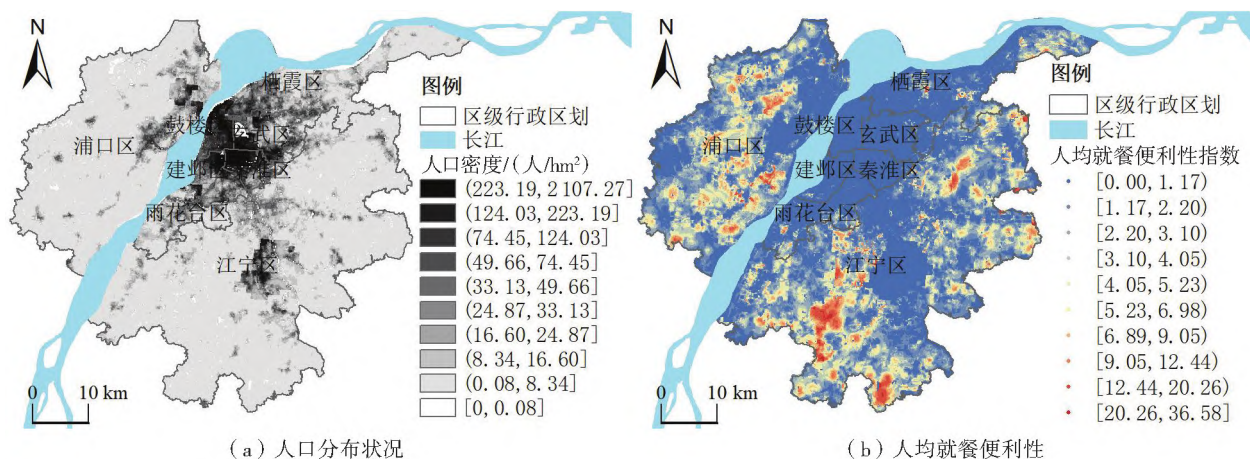 N
栖霞区
鼓楼区
玄武区
浦口区
建邺区
秦淮区
雨花台区
江宁区
0 10 km
图例
区级行政区划
长江
人口密度/(人/hm²)
(223.19, 2 107.27]
(124.03, 223.19]
(74.45, 124.03]
(49.66, 74.45]
(33.13, 49.66]
(24.87, 33.13]
(16.60, 24.87]
(8.34, 16.60]
(0.08, 8.34]
[0, 0.08]
(a)人口分布状况
N
栖霞区
鼓楼区
玄武区
浦口区
建邺区
秦淮区
雨花台区
江宁区
0 10 km
图例
区级行政区划
长江
人均就餐便利性指数
[0.00, 1.17)
[1.17, 2.20)
[2.20, 3.10)
[3.10, 4.05)
[4.05, 5.23)
[5.23, 6.98)
[6.89, 9.05)
[9.05, 12.44)
[12.44, 20.26)
[20.26, 36.58]
(b)人均就餐便利性